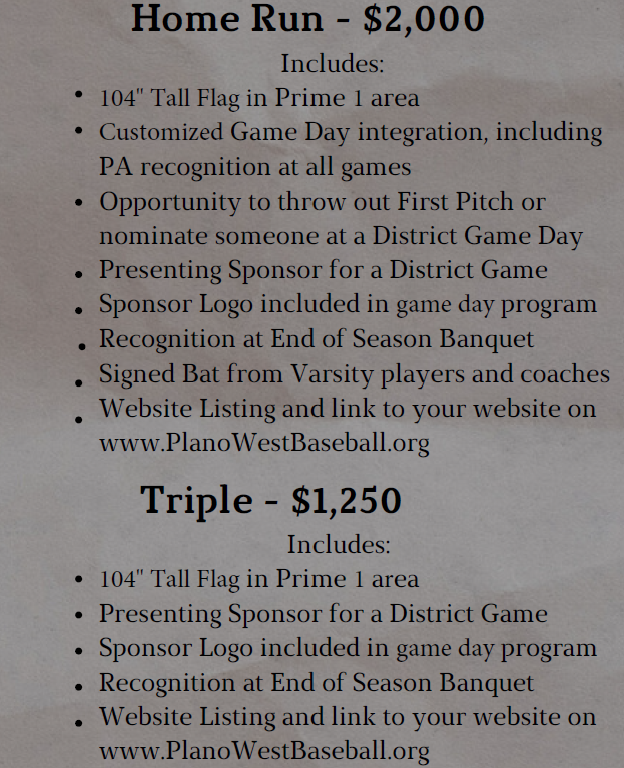 Home Run - $2,000
Includes:
• 104" Tall Flag in Prime 1 area
• Customized Game Day integration, including
PA recognition at all games
• Opportunity to throw out First Pitch or
nominate someone at a District Game Day
• Presenting Sponsor for a District Game
• Sponsor Logo included in game day program
• Recognition at End of Season Banquet
• Signed Bat from Varsity players and coaches
• Website Listing and link to your website on
www.PlanoWestBaseball.org
Triple - $1,250
Includes:
• 104" Tall Flag in Prime 1 area
• Presenting Sponsor for a District Game
• Sponsor Logo included in game day program
• Recognition at End of Season Banquet
• Website Listing and link to your website on
www.PlanoWestBaseball.org